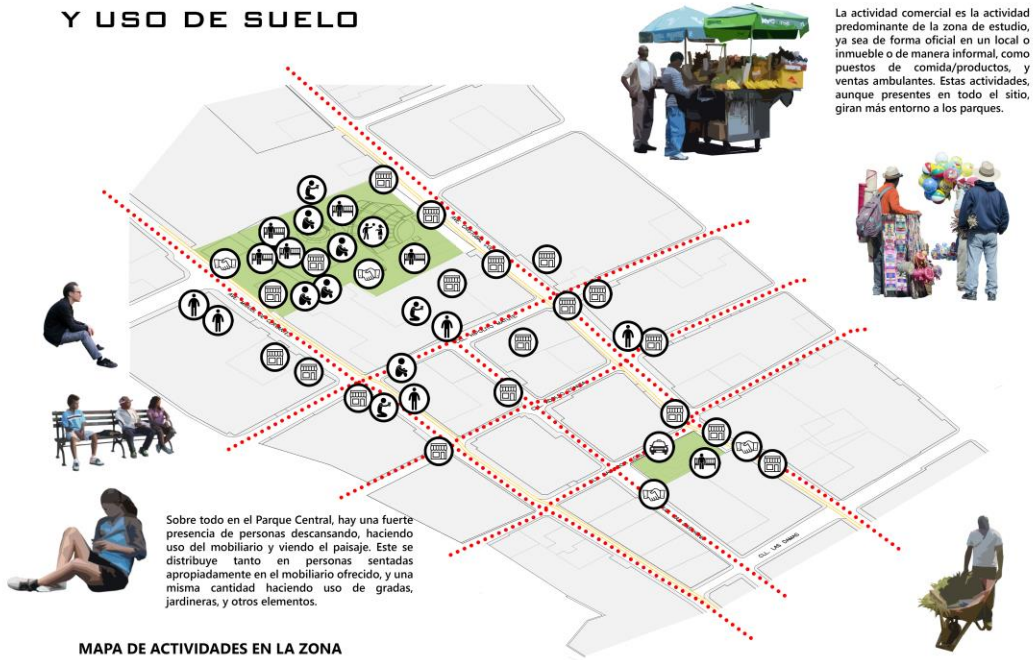 Y USO DE SUELO
La actividad comercial es la actividad
predominante de la zona de estudio,
ya sea de forma oficial en un local o
inmueble o de manera informal, como
puestos de comida/productos, y
ventas ambulantes. Estas actividades,
aunque presentes en todo el sitio,
giran más entorno a los parques.
CLL LAS DAMAS
Sobre todo en el Parque Central, hay una fuerte
presencia de personas descansando, haciendo
uso del mobiliario y viendo el paisaje. Este se
distribuye tanto en personas sentadas
apropiadamente en el mobiliario ofrecido, y una
misma cantidad haciendo uso de gradas,
jardineras, y otros elementos.
MAPA DE ACTIVIDADES EN LA ZONA